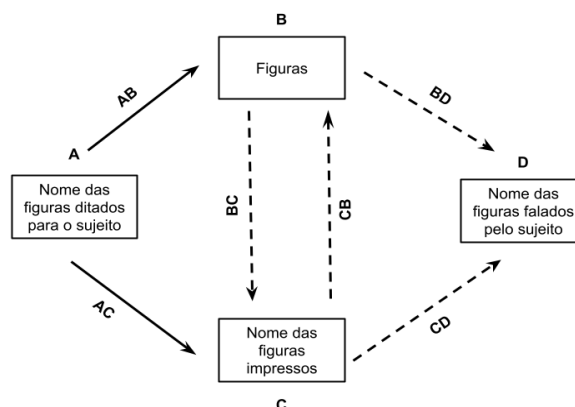 B
Figuras
AB
BD
A
D
Nome das
figuras ditados
para o sujeito
BC
CB
Nome das
figuras falados
pelo sujeito
AC
CD
Nome das
figuras
impressos
C